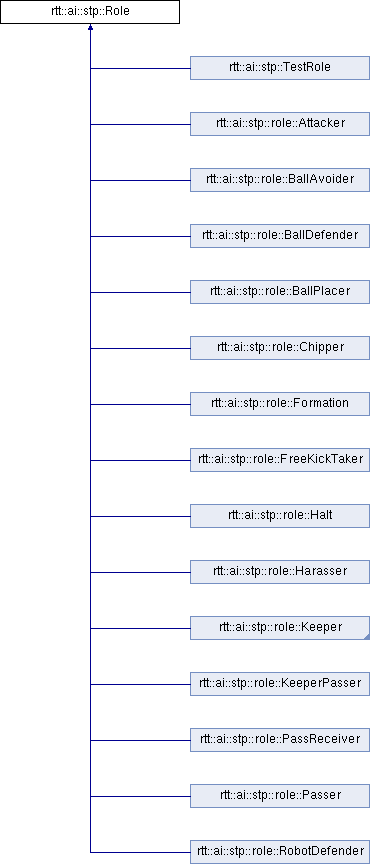 rtt::ai::stp::Role
rtt::ai::stp::TestRole
rtt::ai::stp::role::Attacker
rtt::ai::stp::role::BallAvoider
rtt::ai::stp::role::BallDefender
rtt::ai::stp::role::BallPlacer
rtt::ai::stp::role::Chipper
rtt::ai::stp::role::Formation
rtt::ai::stp::role::FreeKickTaker
rtt::ai::stp::role::Halt
rtt::ai::stp::role::Harasser
rtt::ai::stp::role::Keeper
rtt::ai::stp::role::KeeperPasser
rtt::ai::stp::role::PassReceiver
rtt::ai::stp::role::Passer
rtt::ai::stp::role::RobotDefender